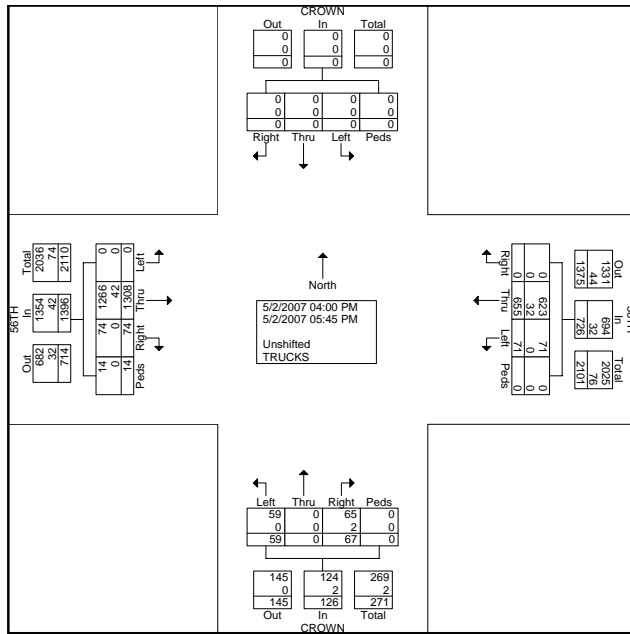 CROWN
Out In Total
0 0 0
0 0 0
0 0 0
0 0 0 0
0 0 0 0
0 0 0 0
Right Thru Left Peds
56TH
Total In Out
2036 1354 682
74 42 32
2110 1396 714
Left Thru Right Peds
0 1266 74 14
0 42 0 0
0 1308 74 14
North
5/2/2007 04:00 PM
5/2/2007 05:45 PM
Unshifted
TRUCKS
Right Thru Left Peds
0 623 71 0
0 32 0 0
0 655 71 0
Out In Total
1331 694 2025
44 32 76
1375 726 2101
Left Thru Right Peds
59 0 65 0
0 0 2 0
59 0 67 0
145 124 269
0 2 2
145 126 271
Out In Total
CROWN